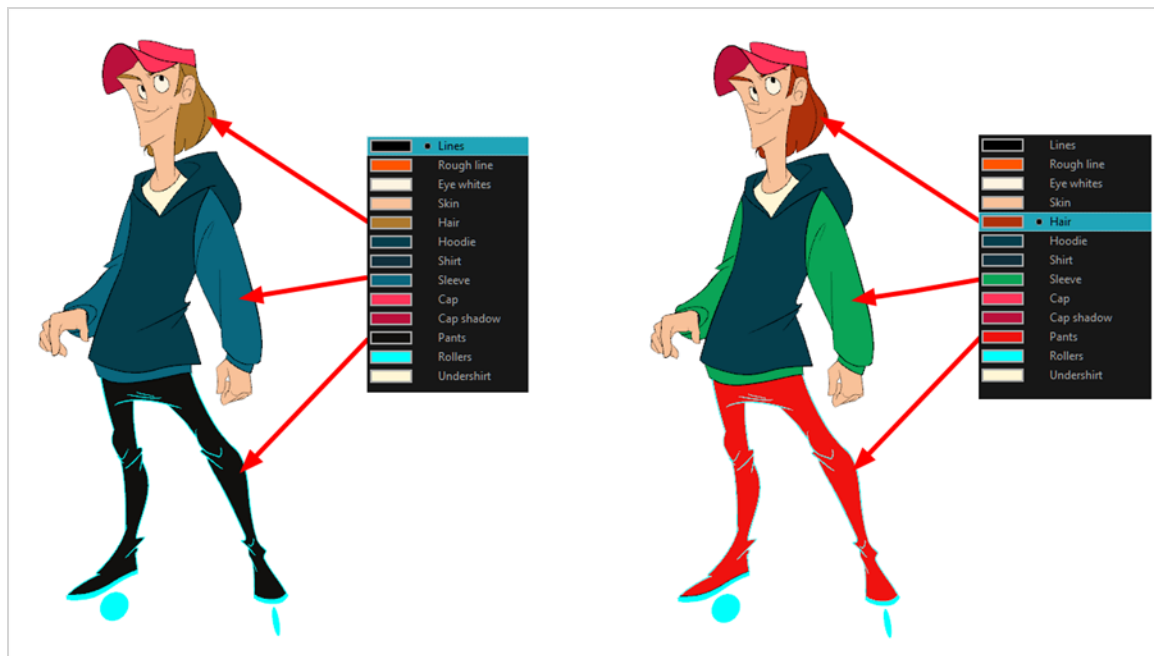 Lines
Rough line
Eye whites
Skin
Hair
Hoodie
Shirt
Sleeve
Cap
Cap shadow
Pants
Rollers
Undershirt
Lines
Rough line
Eye whites
Skin
Hair
Hoodie
Shirt
Sleeve
Cap
Cap shadow
Pants
Rollers
Undershirt